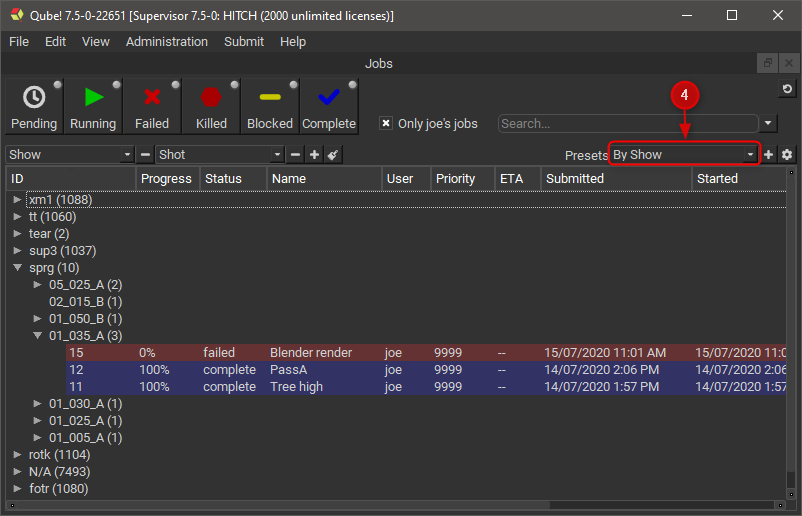 Qube! 7.5-0-22651 [Supervisor 7.5-0: HITCH (2000 unlimited licenses)]
File Edit View Administration Submit Help
Jobs
4
Pending Running Failed Killed Blocked Complete Only joe's jobs Search...
Show Shot Presets By Show
ID Progress Status Name User Priority ETA Submitted Started
xm1 (1088)
tt (1060)
tear (2)
sup3 (1037)
sprg (10)
05_025_A (2)
02_015_B (1)
01_050_B (1)
01_035_A (3)
15 0% failed Blender render joe 9999 -- 15/07/2020 11:01 AM 15/07/2020 11:0
12 100% complete PassA joe 9999 -- 14/07/2020 2:06 PM 14/07/2020 2:06
11 100% complete Tree high joe 9999 -- 14/07/2020 1:57 PM 14/07/2020 1:57
01_030_A (1)
01_025_A (1)
01_005_A (1)
rotk (1104)
N/A (7493)
fotr (1080)